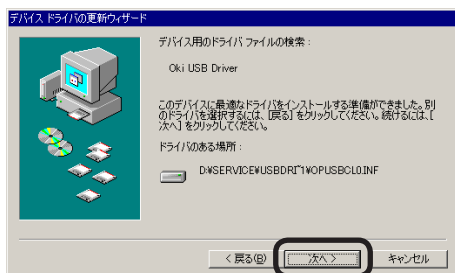 デバイス ドライバの更新ウィザード
デバイス用のドライバ ファイルの検索 :
Oki USB Driver
このデバイスに最適なドライバをインストールする準備ができました。別
のドライバを選択するには、[戻る] をクリックしてください。続けるには、[
次へ] をクリックしてください。
ドライバのある場所 :
D:¥SERVICE¥USBDRI~1¥OPUSBCL0.INF
< 戻る(B)
次へ >
キャンセル